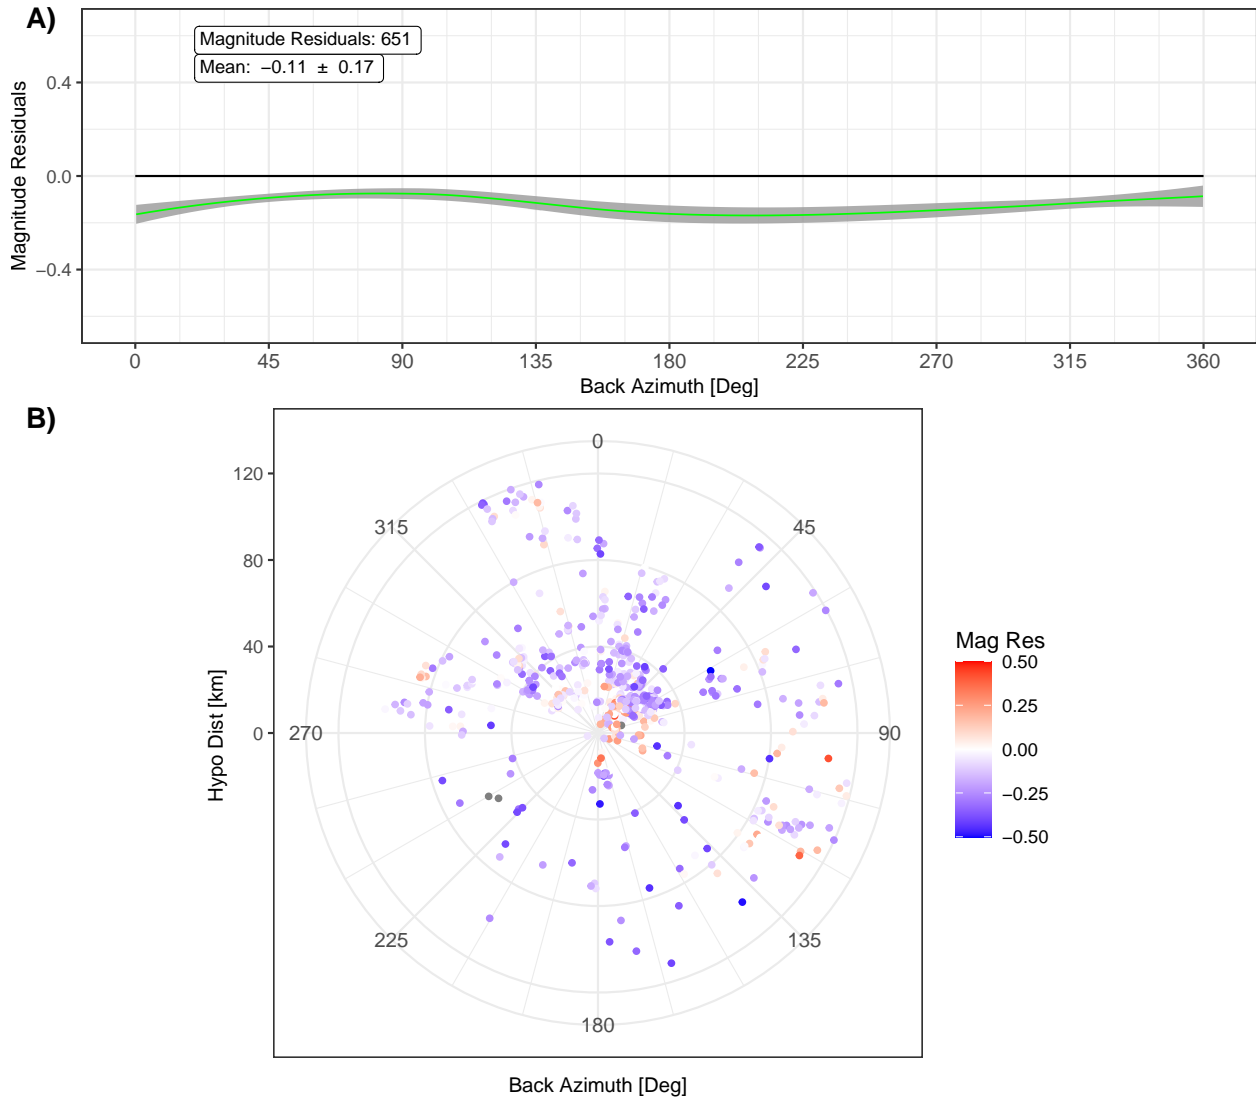 A)
Magnitude Residuals: 651
Mean:  −0.11  ±  0.17
Magnitude Residuals
0.4
0.0
−0.4
0 45 90 135 180 225 270 315 360
Back Azimuth [Deg]
B)
Hypo Dist [km]
120
80
40
0
0
45
90
135
180
225
270
315
Back Azimuth [Deg]
Mag Res
0.50
0.25
0.00
−0.25
−0.50